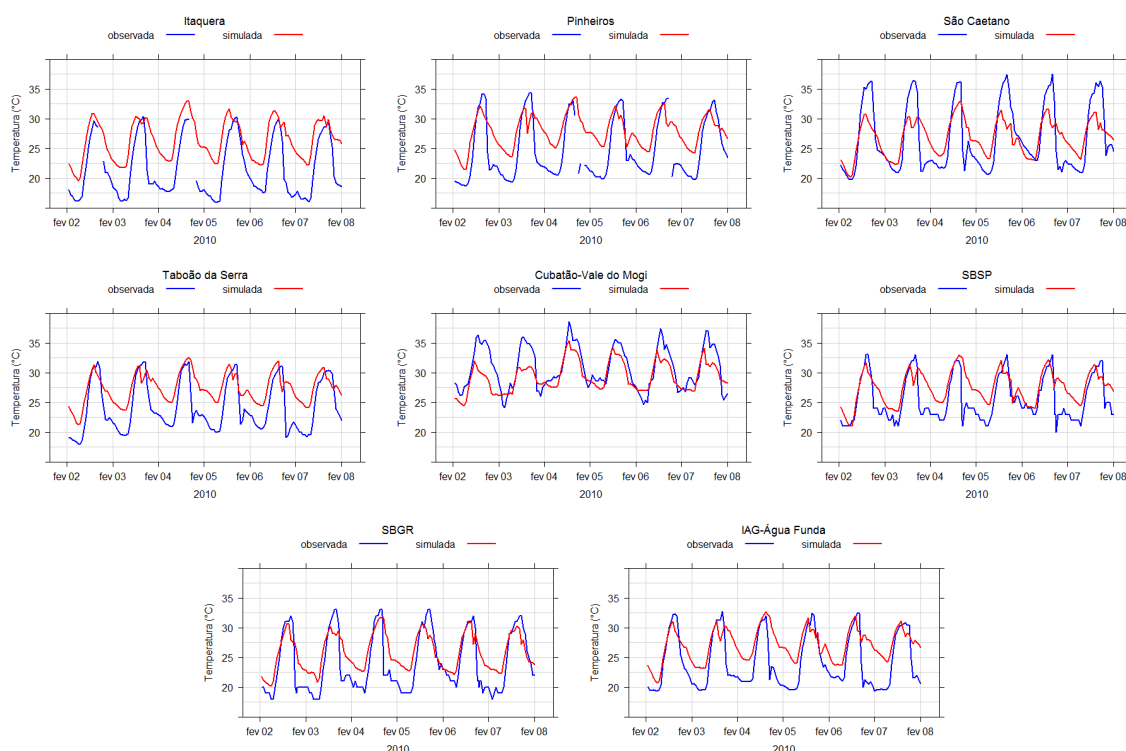 Itaquera
observada simulada
Temperatura (°C)
35
30
25
20
fev 02 fev 03 fev 04 fev 05 fev 06 fev 07 fev 08
2010
Pinheiros
observada simulada
Temperatura (°C)
35
30
25
20
fev 02 fev 03 fev 04 fev 05 fev 06 fev 07 fev 08
2010
São Caetano
observada simulada
Temperatura (°C)
35
30
25
20
fev 02 fev 03 fev 04 fev 05 fev 06 fev 07 fev 08
2010
Taboão da Serra
observada simulada
Temperatura (°C)
35
30
25
20
fev 02 fev 03 fev 04 fev 05 fev 06 fev 07 fev 08
2010
Cubatão-Vale do Mogi
observada simulada
Temperatura (°C)
35
30
25
20
fev 02 fev 03 fev 04 fev 05 fev 06 fev 07 fev 08
2010
SBSP
observada simulada
Temperatura (°C)
35
30
25
20
fev 02 fev 03 fev 04 fev 05 fev 06 fev 07 fev 08
2010
SBGR
observada simulada
Temperatura (°C)
35
30
25
20
fev 02 fev 03 fev 04 fev 05 fev 06 fev 07 fev 08
2010
IAG-Água Funda
observada simulada
Temperatura (°C)
35
30
25
20
fev 02 fev 03 fev 04 fev 05 fev 06 fev 07 fev 08
2010